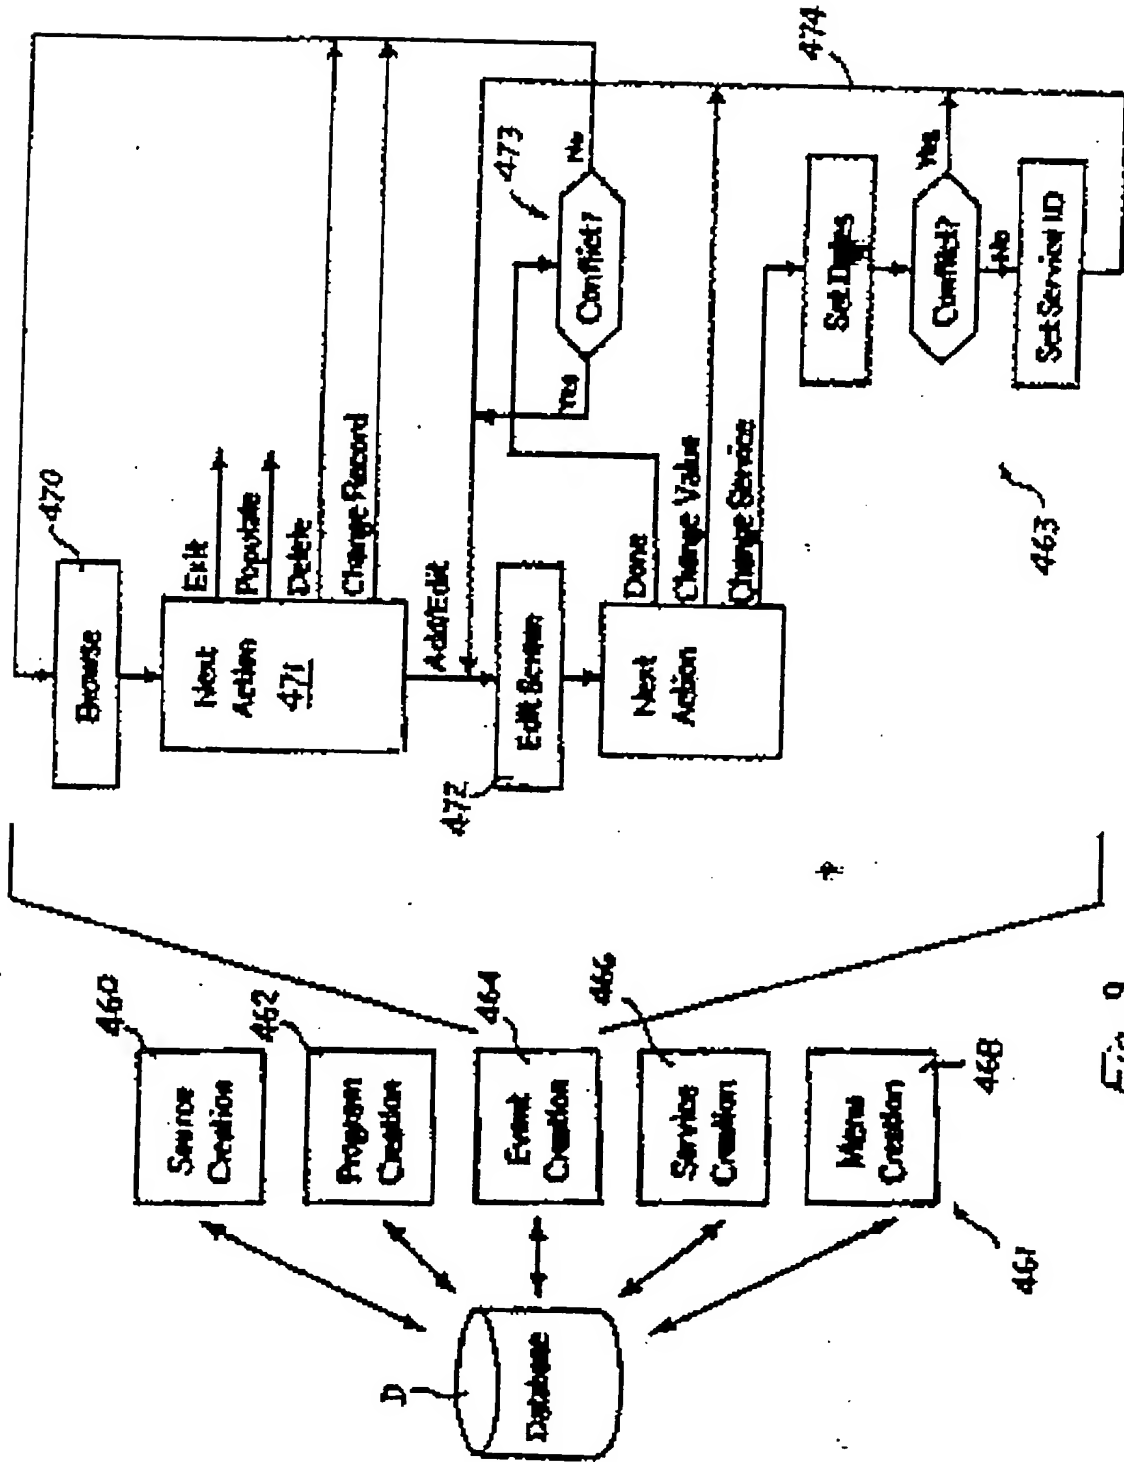 D
Database
460
Source
Creation
462
Program
Creation
464
Event
Creation
466
Service
Creation
Menu
Creation
468
461
470
Browse
Next
Action
471
Exit
Populate
Delete
Change Record
Add/Edit
472
Edit Screen
Next
Action
Done
Change Value
Change Service
473
Conflict?
Yes
No
Set Dates
Conflict?
Yes
No
Set Service ID
474
463
Fig. 9